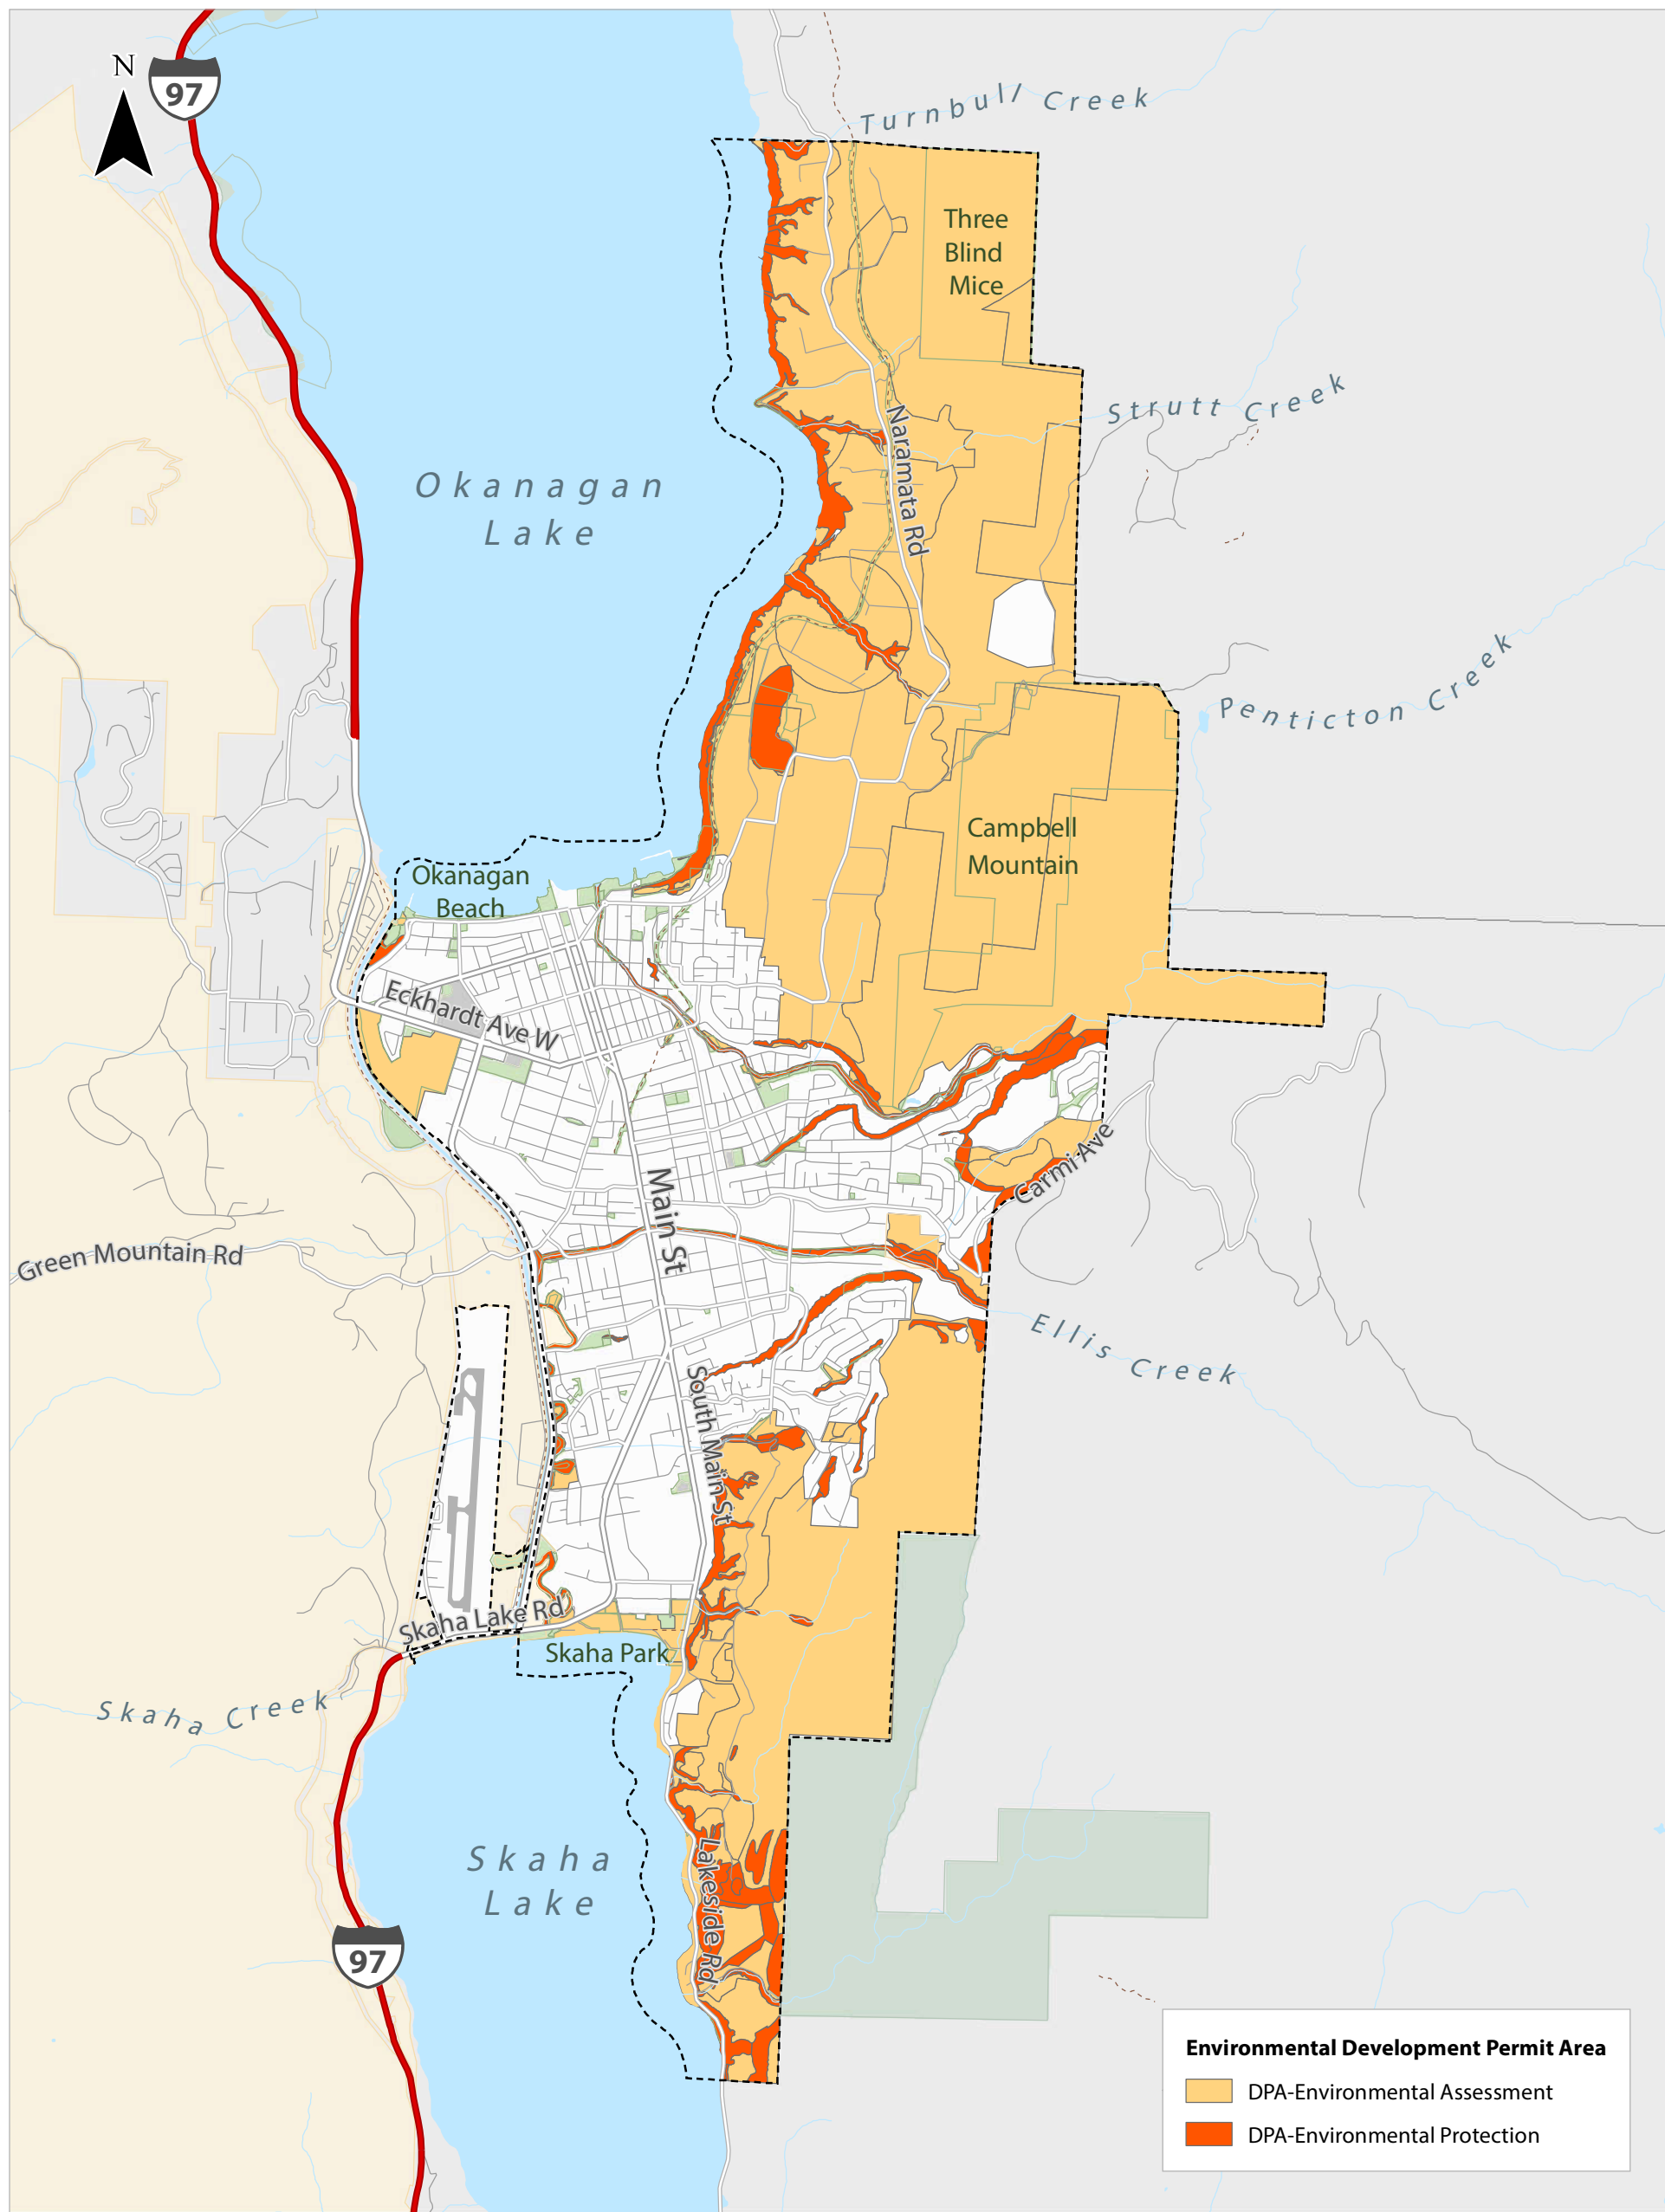 N
97
Turnbull Creek
Three
Blind
Mice
Strutt Creek
Naramata Rd
Okanagan
Lake
Penticton Creek
Campbell
Mountain
Okanagan
Beach
Eckhardt Ave W
Carmi Ave
Main St
Green Mountain Rd
Ellis Creek
South Main St
Skaha Lake Rd
Skaha Park
Skaha Creek
Skaha
Lake
Lakeside Rd
97
Environmental Development Permit Area
DPA-Environmental Assessment
DPA-Environmental Protection